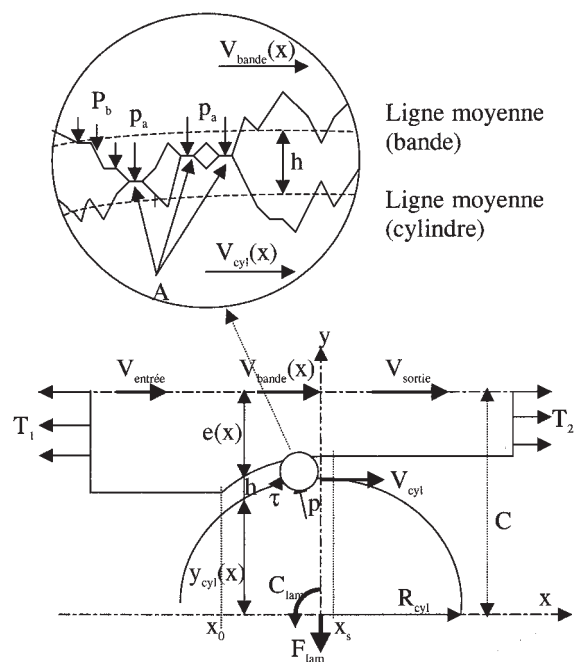 V_bande(x)
P_b
p_a
p_a
Ligne moyenne
(bande)
h
Ligne moyenne
(cylindre)
V_cyl(x)
A
y
V_entrée
V_bande(x)
V_sortie
T_1
T_2
e(x)
h
τ
p
V_cyl
C
y_cyl(x)
C_lam
R_cyl
x
x_0
x_s
F_lam